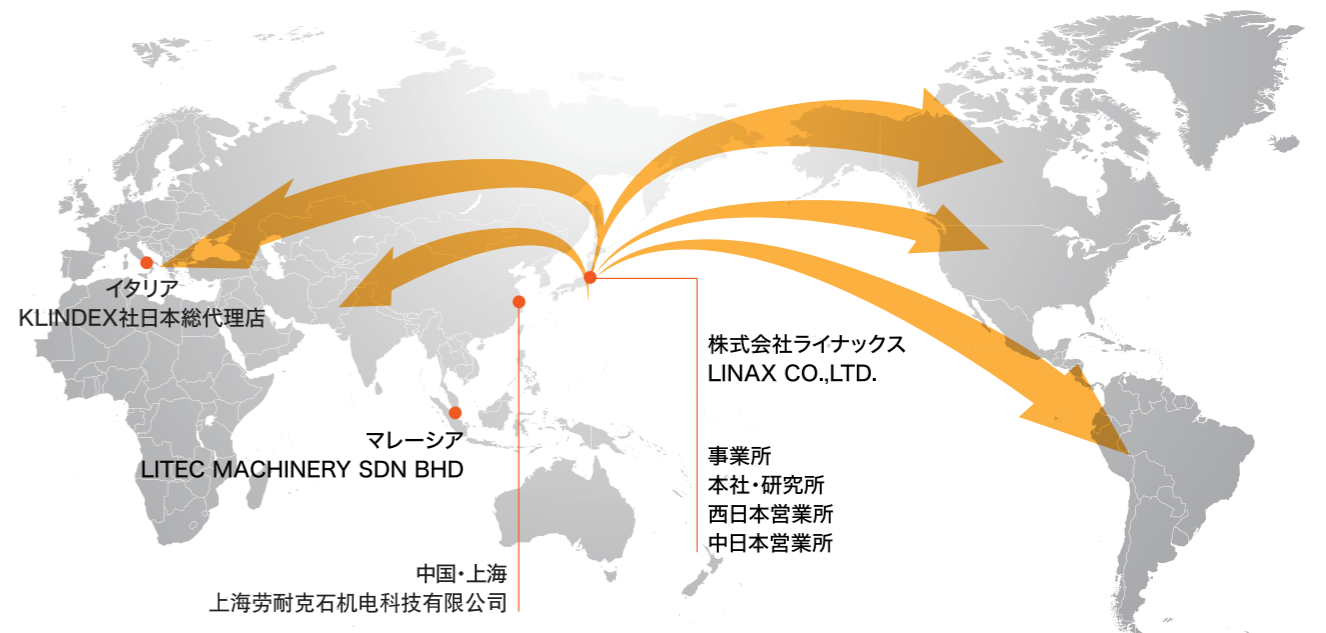 イタリア
KLINDEX社日本総代理店
株式会社ライナックス
LINAX CO.,LTD.
マレーシア
LITEC MACHINERY SDN BHD
事業所
本社・研究所
西日本営業所
中日本営業所
中国・上海
上海劳耐克石机电科技有限公司